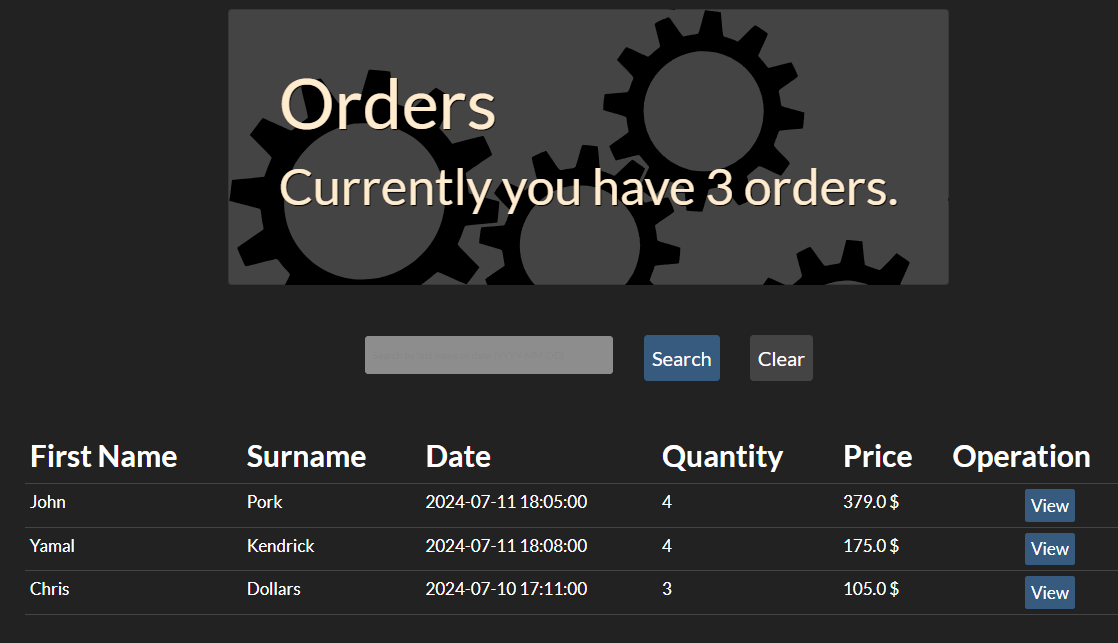 Orders
Currently you have 3 orders.
Search Clear
First Name Surname Date Quantity Price Operation
John Pork 2024-07-11 18:05:00 4 379.0 $ View
Yamal Kendrick 2024-07-11 18:08:00 4 175.0 $ View
Chris Dollars 2024-07-10 17:11:00 3 105.0 $ View